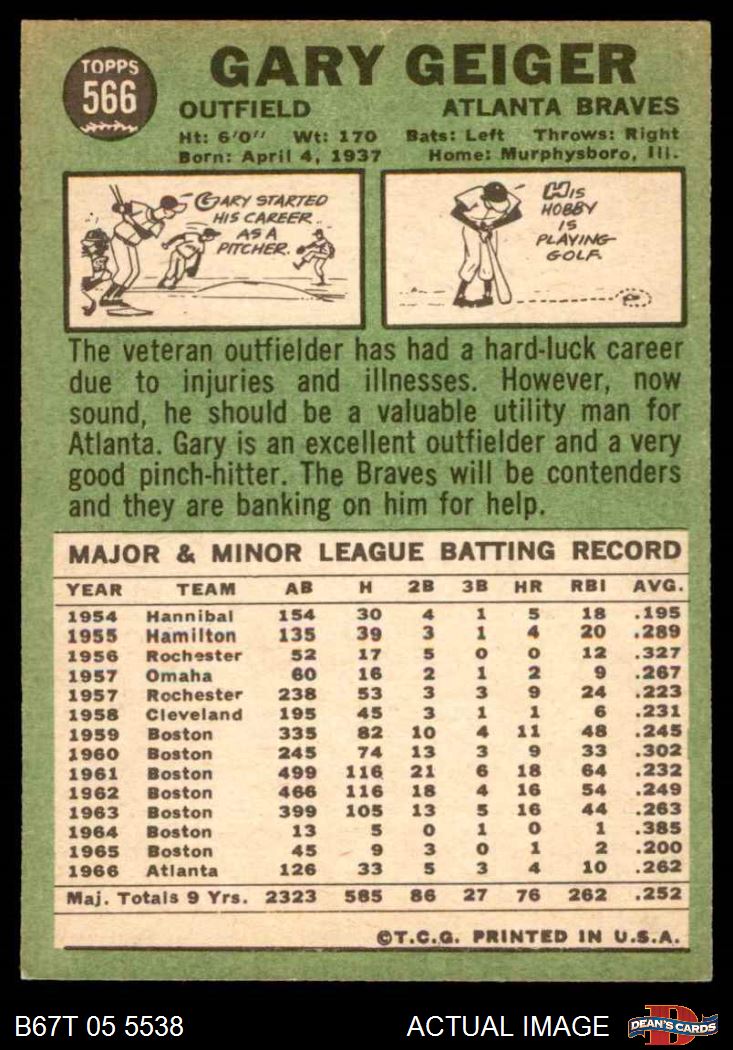 TOPPS
566
GARY GEIGER
OUTFIELD ATLANTA BRAVES
Ht: 6'0" Wt: 170 Bats: Left Throws: Right
Born: April 4, 1937 Home: Murphysboro, Ill.
GARY STARTED
HIS CAREER
AS A
PITCHER.
HIS
HOBBY
IS
PLAYING
GOLF.
The veteran outfielder has had a hard-luck career
due to injuries and illnesses. However, now
sound, he should be a valuable utility man for
Atlanta. Gary is an excellent outfielder and a very
good pinch-hitter. The Braves will be contenders
and they are banking on him for help.
MAJOR & MINOR LEAGUE BATTING RECORD
YEAR TEAM AB H 2B 3B HR RBI AVG.
1954 Hannibal 154 30 4 1 5 18 .195
1955 Hamilton 135 39 3 1 4 20 .289
1956 Rochester 52 17 5 0 0 12 .327
1957 Omaha 60 16 2 1 2 9 .267
1957 Rochester 238 53 3 3 9 24 .223
1958 Cleveland 195 45 3 1 1 6 .231
1959 Boston 335 82 10 4 11 48 .245
1960 Boston 245 74 13 3 9 33 .302
1961 Boston 499 116 21 6 18 64 .232
1962 Boston 466 116 18 4 16 54 .249
1963 Boston 399 105 13 5 16 44 .263
1964 Boston 13 5 0 1 0 1 .385
1965 Boston 45 9 3 0 1 2 .200
1966 Atlanta 126 33 5 3 4 10 .262
Maj. Totals 9 Yrs. 2323 585 86 27 76 262 .252
©T.C.G. PRINTED IN U.S.A.
B67T 05 5538 ACTUAL IMAGE DEAN'S CARDS